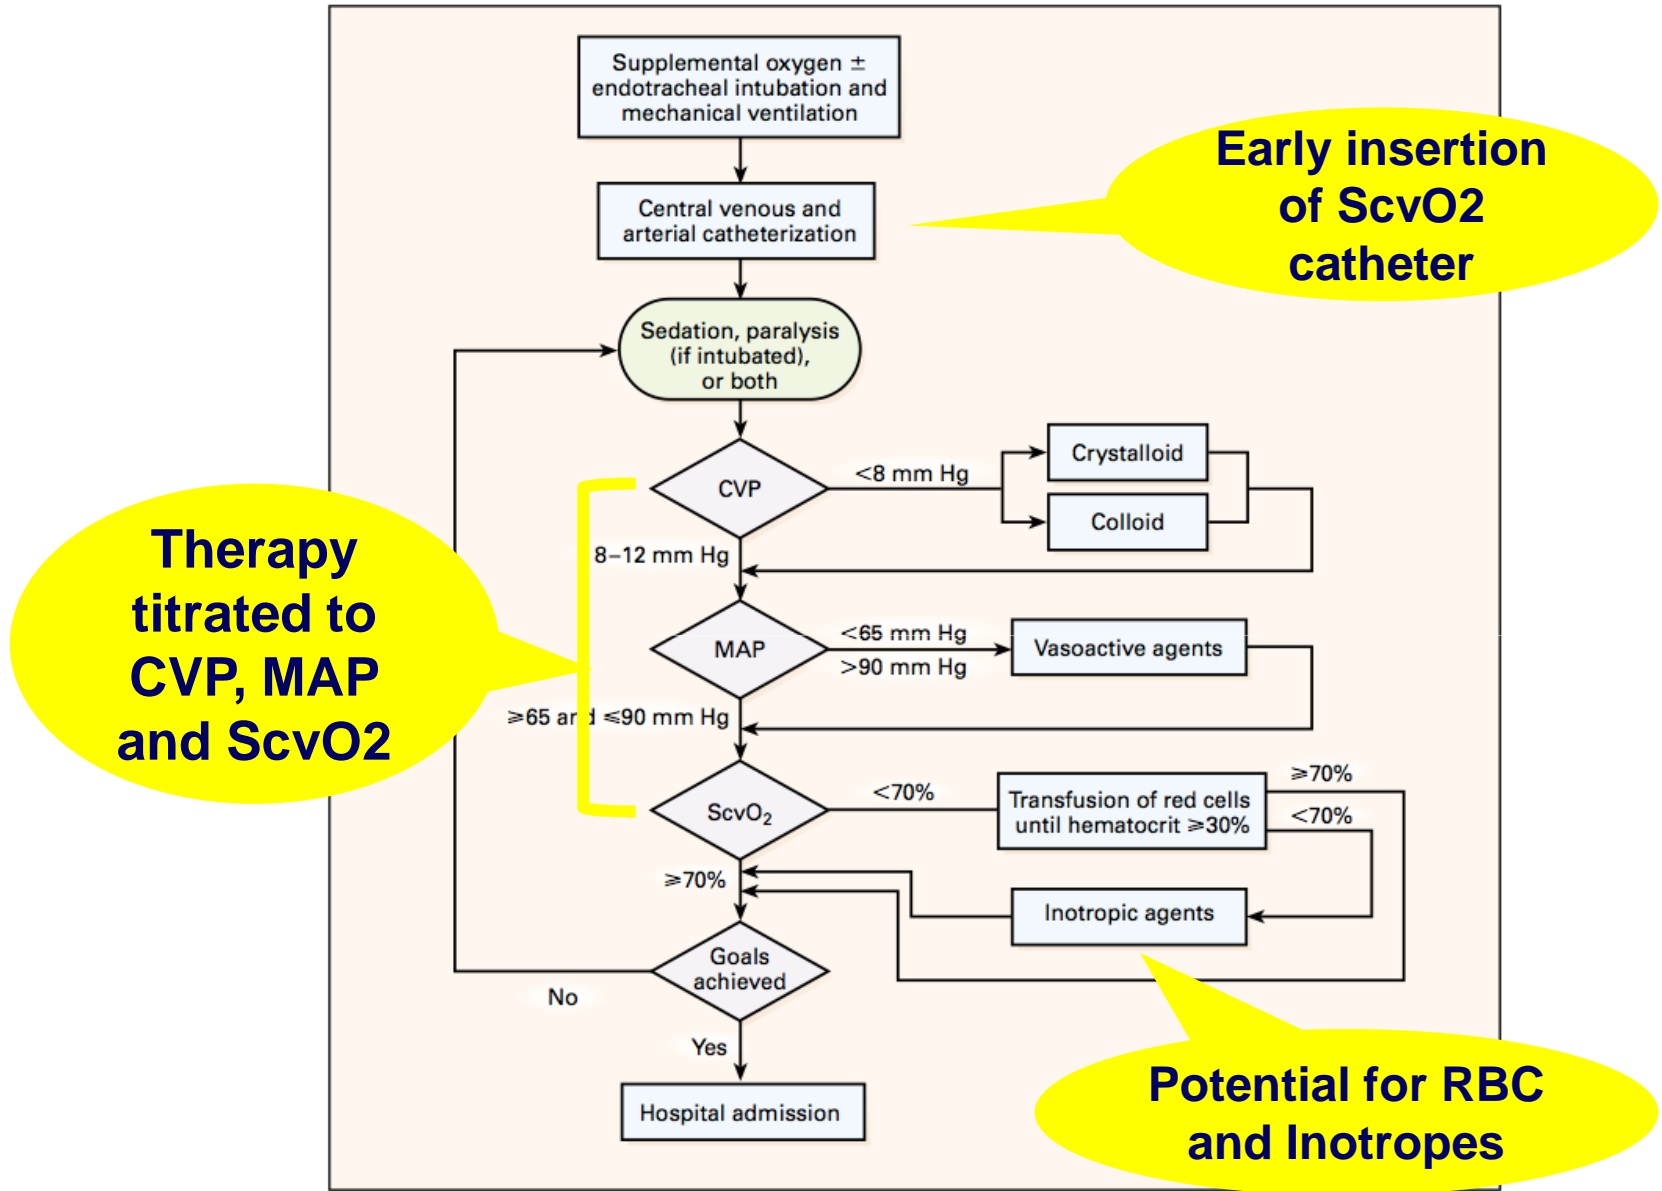 Supplemental oxygen ±
endotracheal intubation and
mechanical ventilation
Early insertion
of ScvO2
catheter
Central venous and
arterial catheterization
Sedation, paralysis
(if intubated),
or both
Crystalloid
<8 mm Hg
CVP
Colloid
8–12 mm Hg
Therapy
titrated to
CVP, MAP
and ScvO2
<65 mm Hg
MAP
Vasoactive agents
>90 mm Hg
≥65 and ≤90 mm Hg
≥70%
<70%
Transfusion of red cells
until hematocrit ≥30%
ScvO₂
<70%
≥70%
Inotropic agents
Goals
achieved
No
Yes
Potential for RBC
and Inotropes
Hospital admission